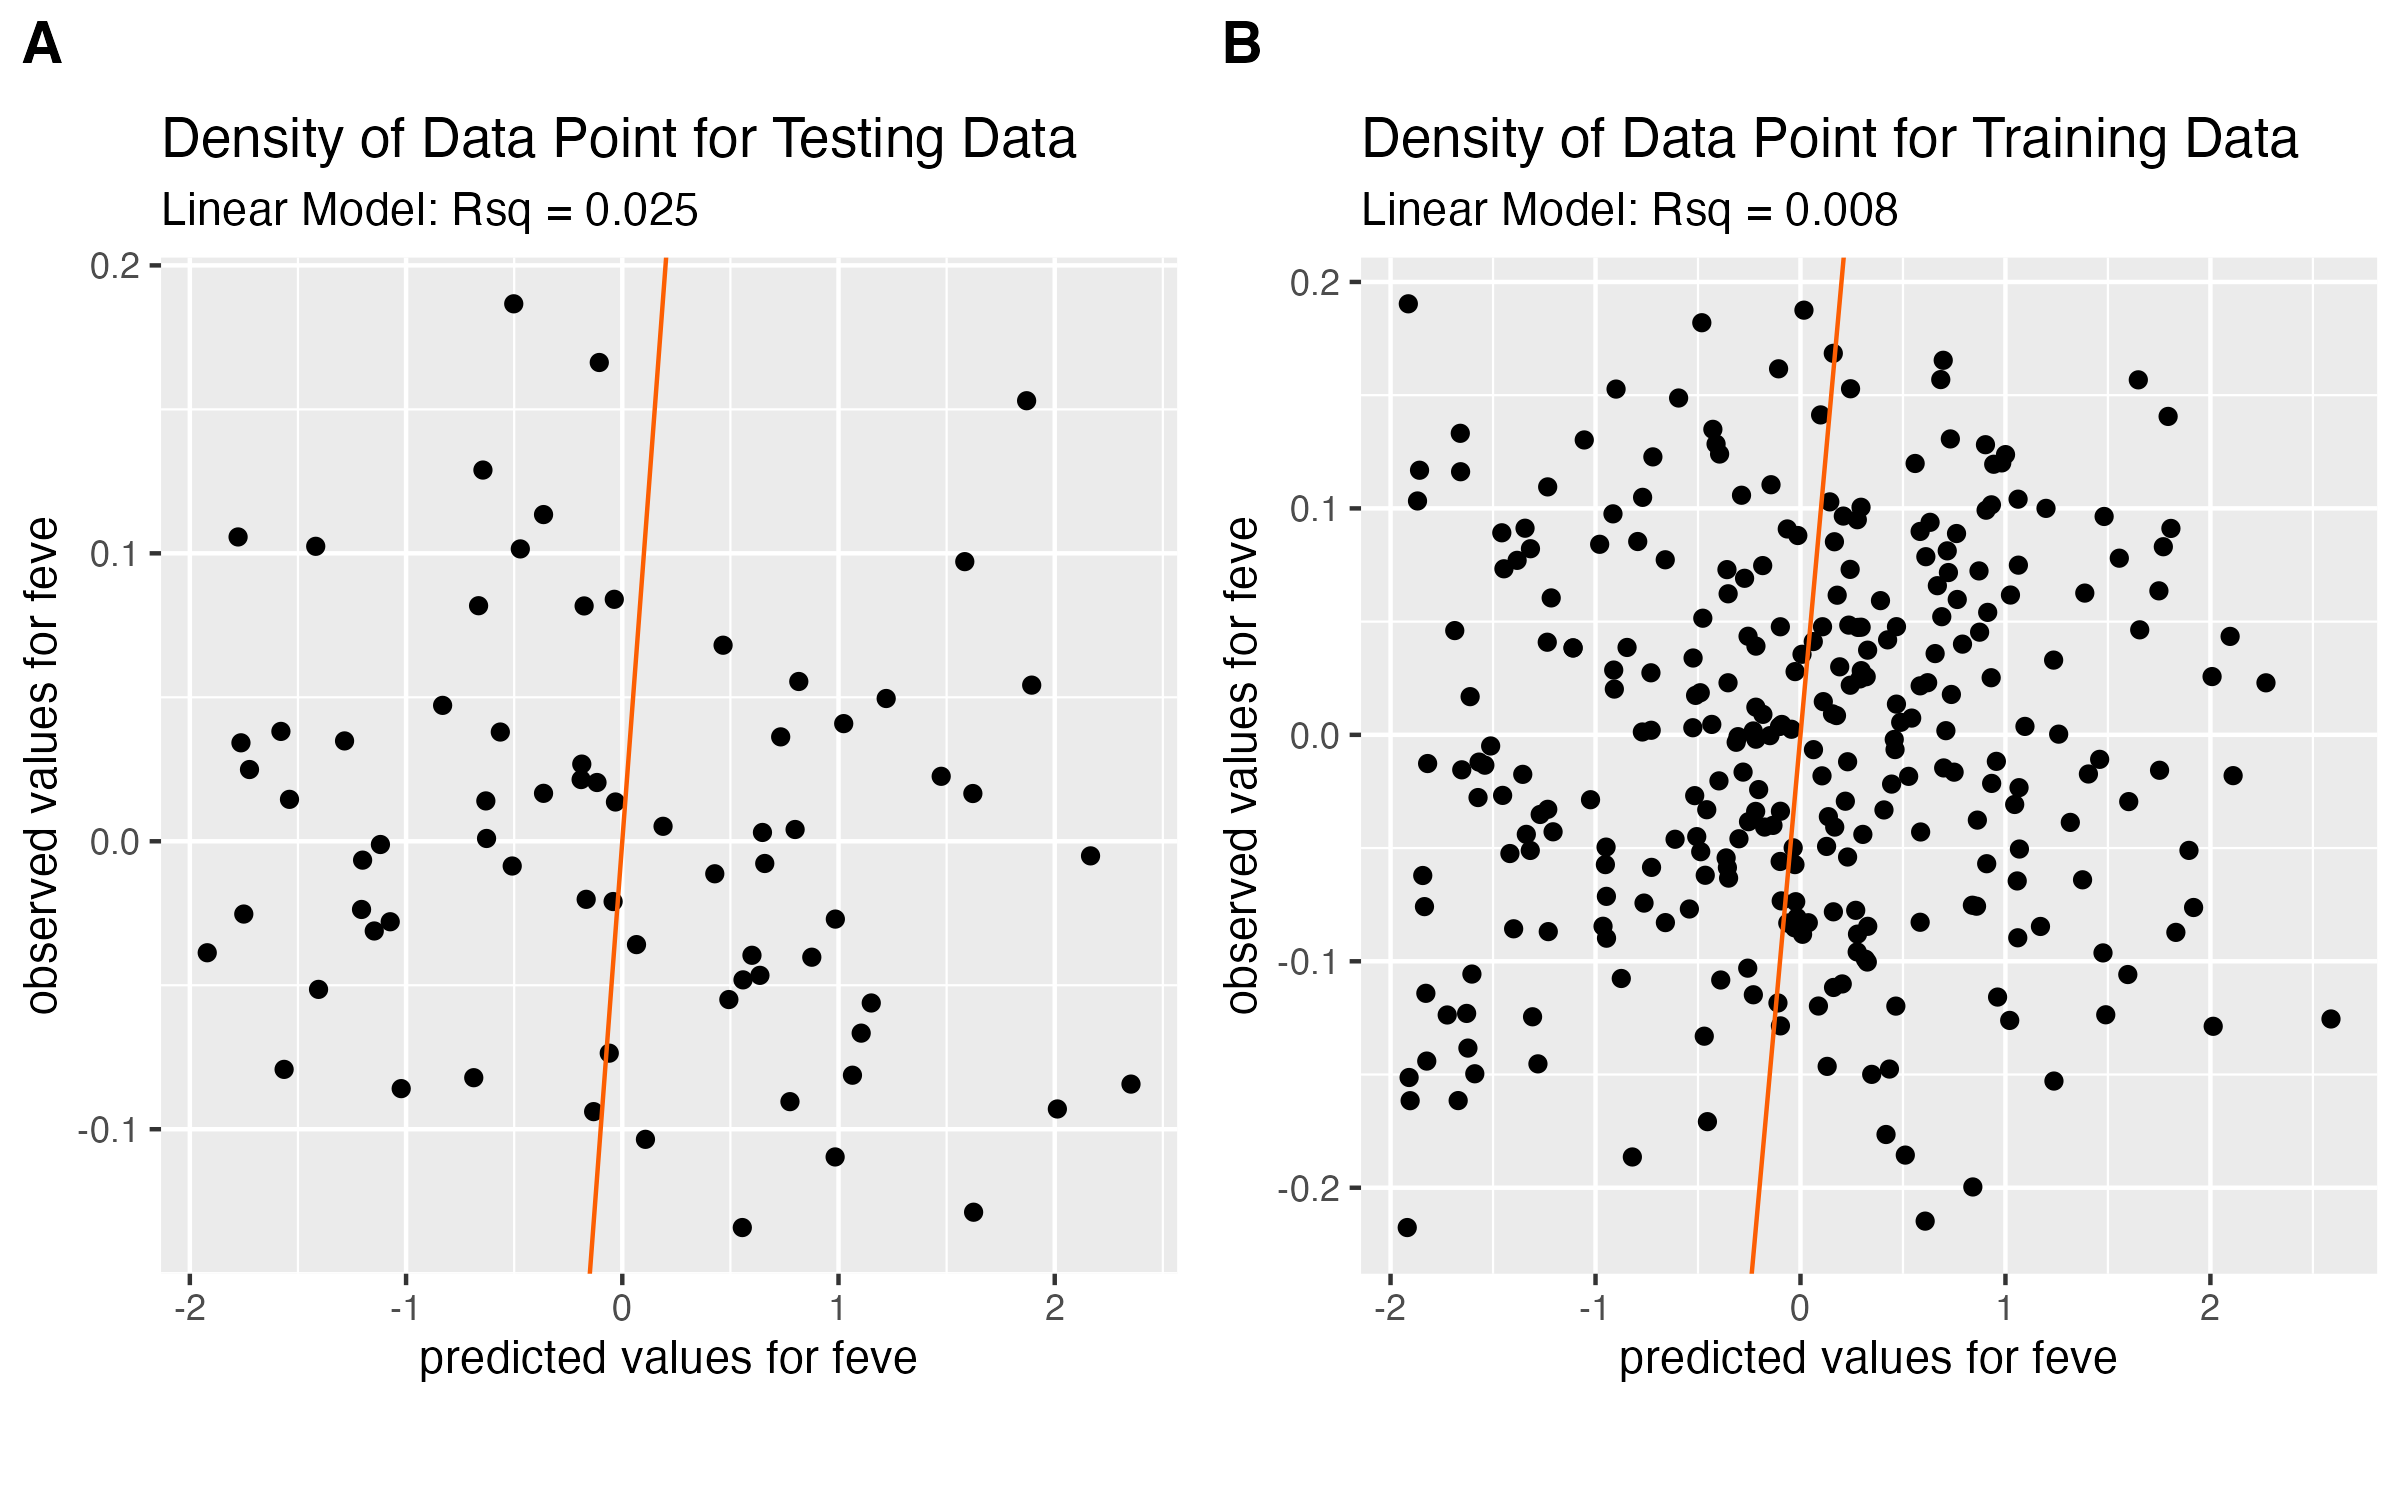 A
Density of Data Point for Testing Data
Linear Model: Rsq = 0.025
0.2
0.1
0.0
-0.1
observed values for feve
-2 -1 0 1 2
predicted values for feve
B
Density of Data Point for Training Data
Linear Model: Rsq = 0.008
0.2
0.1
0.0
-0.1
-0.2
observed values for feve
-2 -1 0 1 2
predicted values for feve